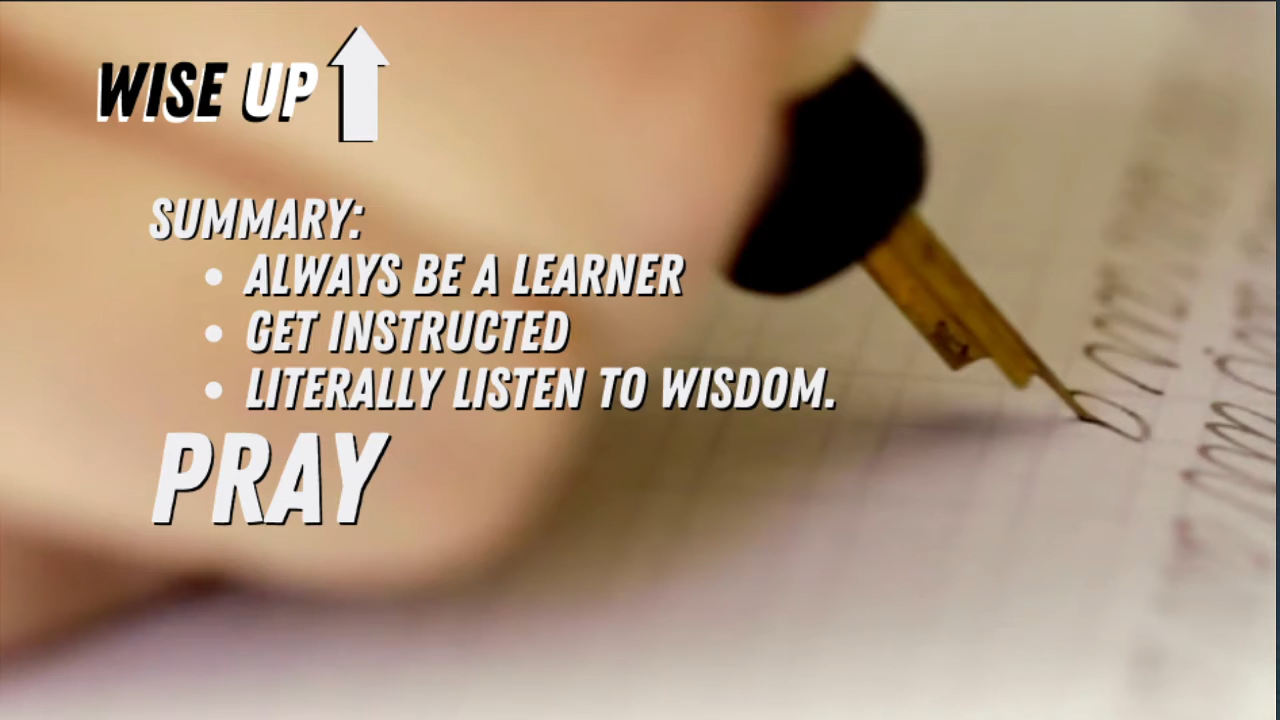 WISE UP
SUMMARY:
• ALWAYS BE A LEARNER
• GET INSTRUCTED
• LITERALLY LISTEN TO WISDOM.
PRAY